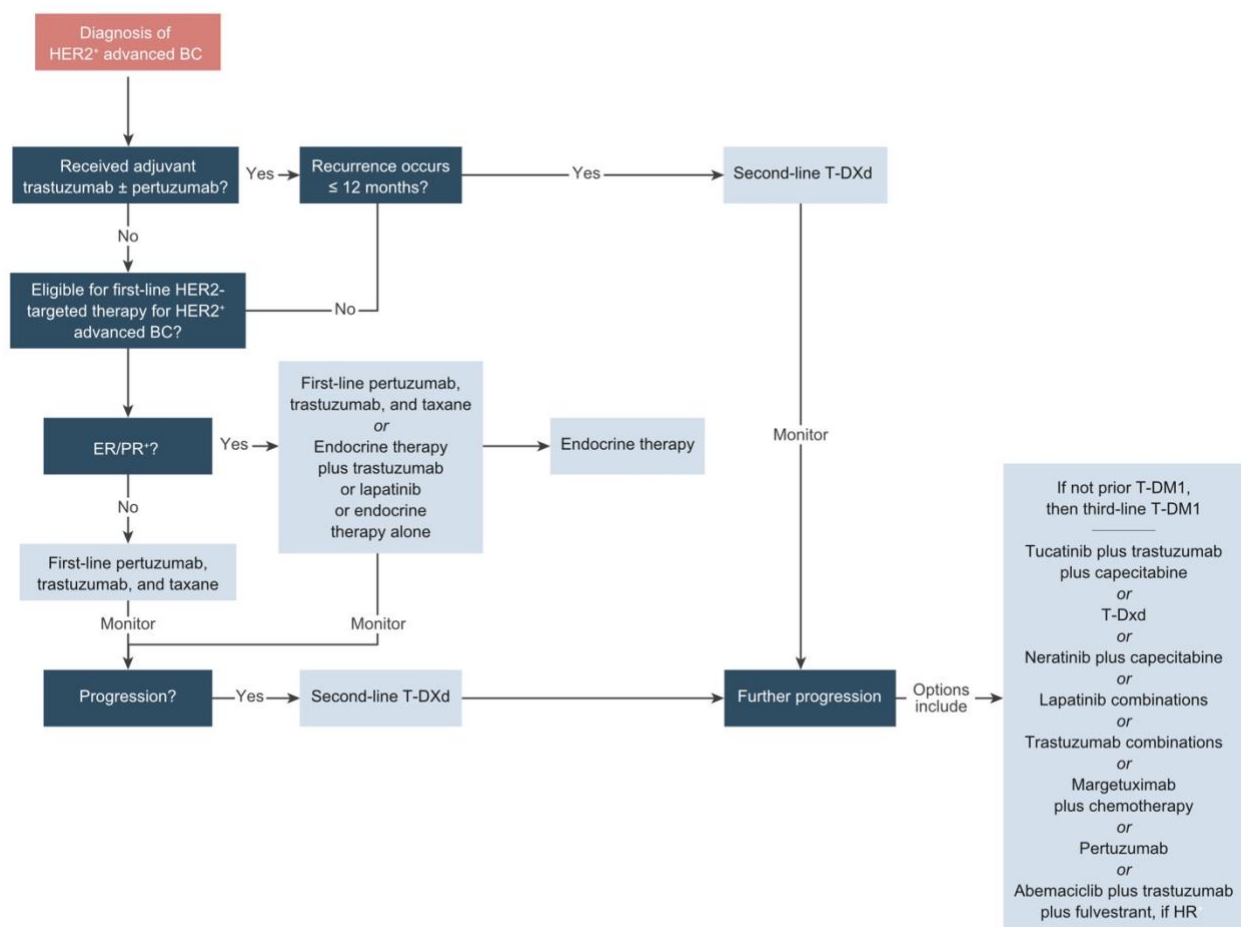 Diagnosis of
HER2⁺ advanced BC
Received adjuvant
trastuzumab ± pertuzumab?
Yes
Recurrence occurs
≤ 12 months?
Yes
Second-line T-DXd
No
Eligible for first-line HER2-
targeted therapy for HER2⁺
advanced BC?
No
ER/PR⁺?
Yes
First-line pertuzumab,
trastuzumab, and taxane
or
Endocrine therapy
plus trastuzumab
or lapatinib
or endocrine
therapy alone
Endocrine therapy
Monitor
No
First-line pertuzumab,
trastuzumab, and taxane
Monitor
Monitor
Progression?
Yes
Second-line T-DXd
Further progression
Options
include
If not prior T-DM1,
then third-line T-DM1
Tucatinib plus trastuzumab
plus capecitabine
or
T-Dxd
or
Neratinib plus capecitabine
or
Lapatinib combinations
or
Trastuzumab combinations
or
Margetuximab
plus chemotherapy
or
Pertuzumab
or
Abemaciclib plus trastuzumab
plus fulvestrant, if HR